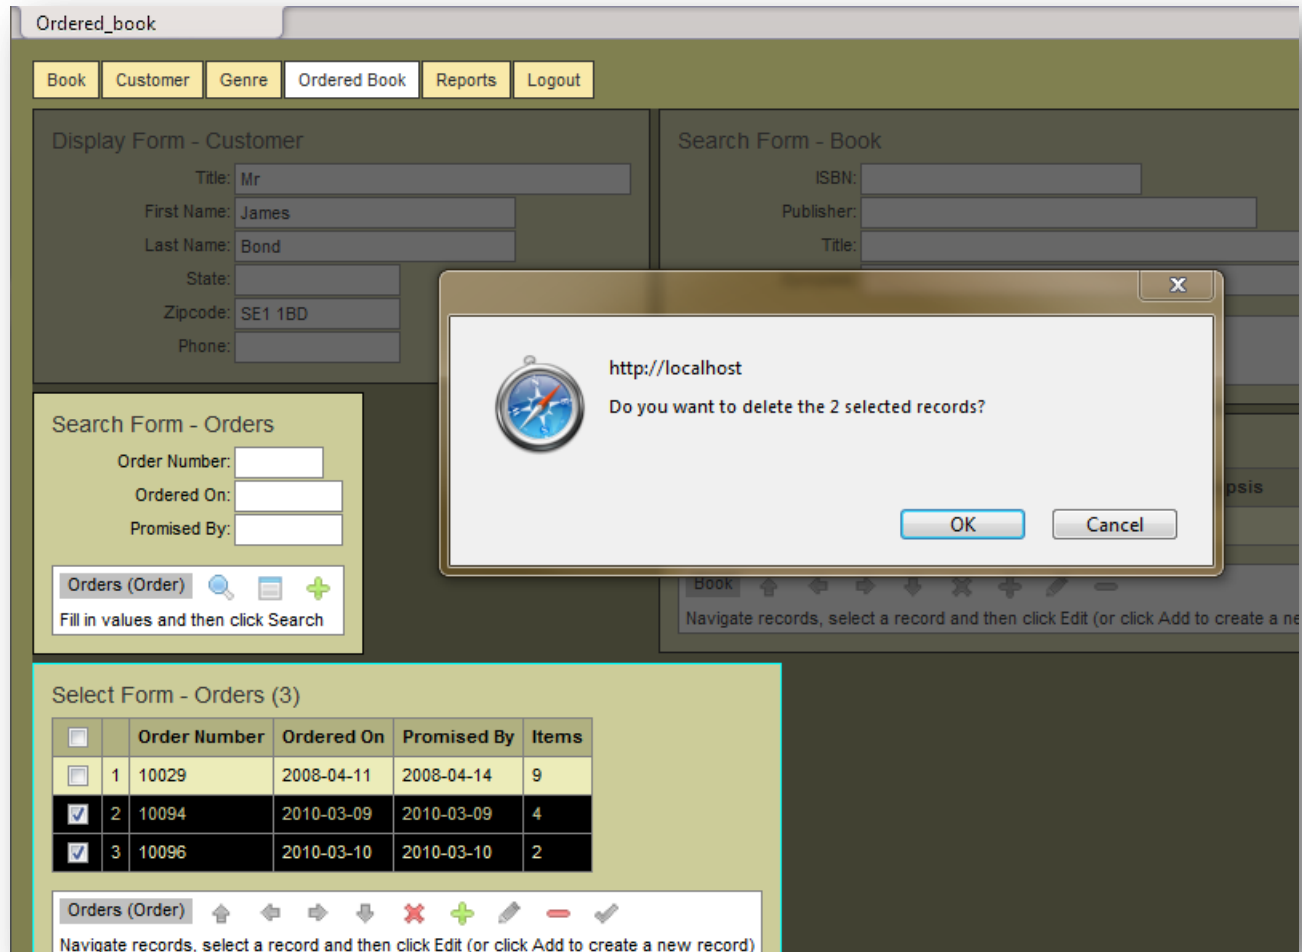 Ordered_book
Book Customer Genre Ordered Book Reports Logout
Display Form - Customer
Title: Mr
First Name: James
Last Name: Bond
State:
Zipcode: SE1 1BD
Phone:
Search Form - Book
ISBN:
Publisher:
Title:
X
http://localhost
Do you want to delete the 2 selected records?
OK Cancel
Search Form - Orders
Order Number:
Ordered On:
Promised By:
Orders (Order)
Fill in values and then click Search
psis
Book
Navigate records, select a record and then click Edit (or click Add to create a ne
Select Form - Orders (3)
Order Number Ordered On Promised By Items
1 10029 2008-04-11 2008-04-14 9
2 10094 2010-03-09 2010-03-09 4
3 10096 2010-03-10 2010-03-10 2
Orders (Order)
Navigate records, select a record and then click Edit (or click Add to create a new record)